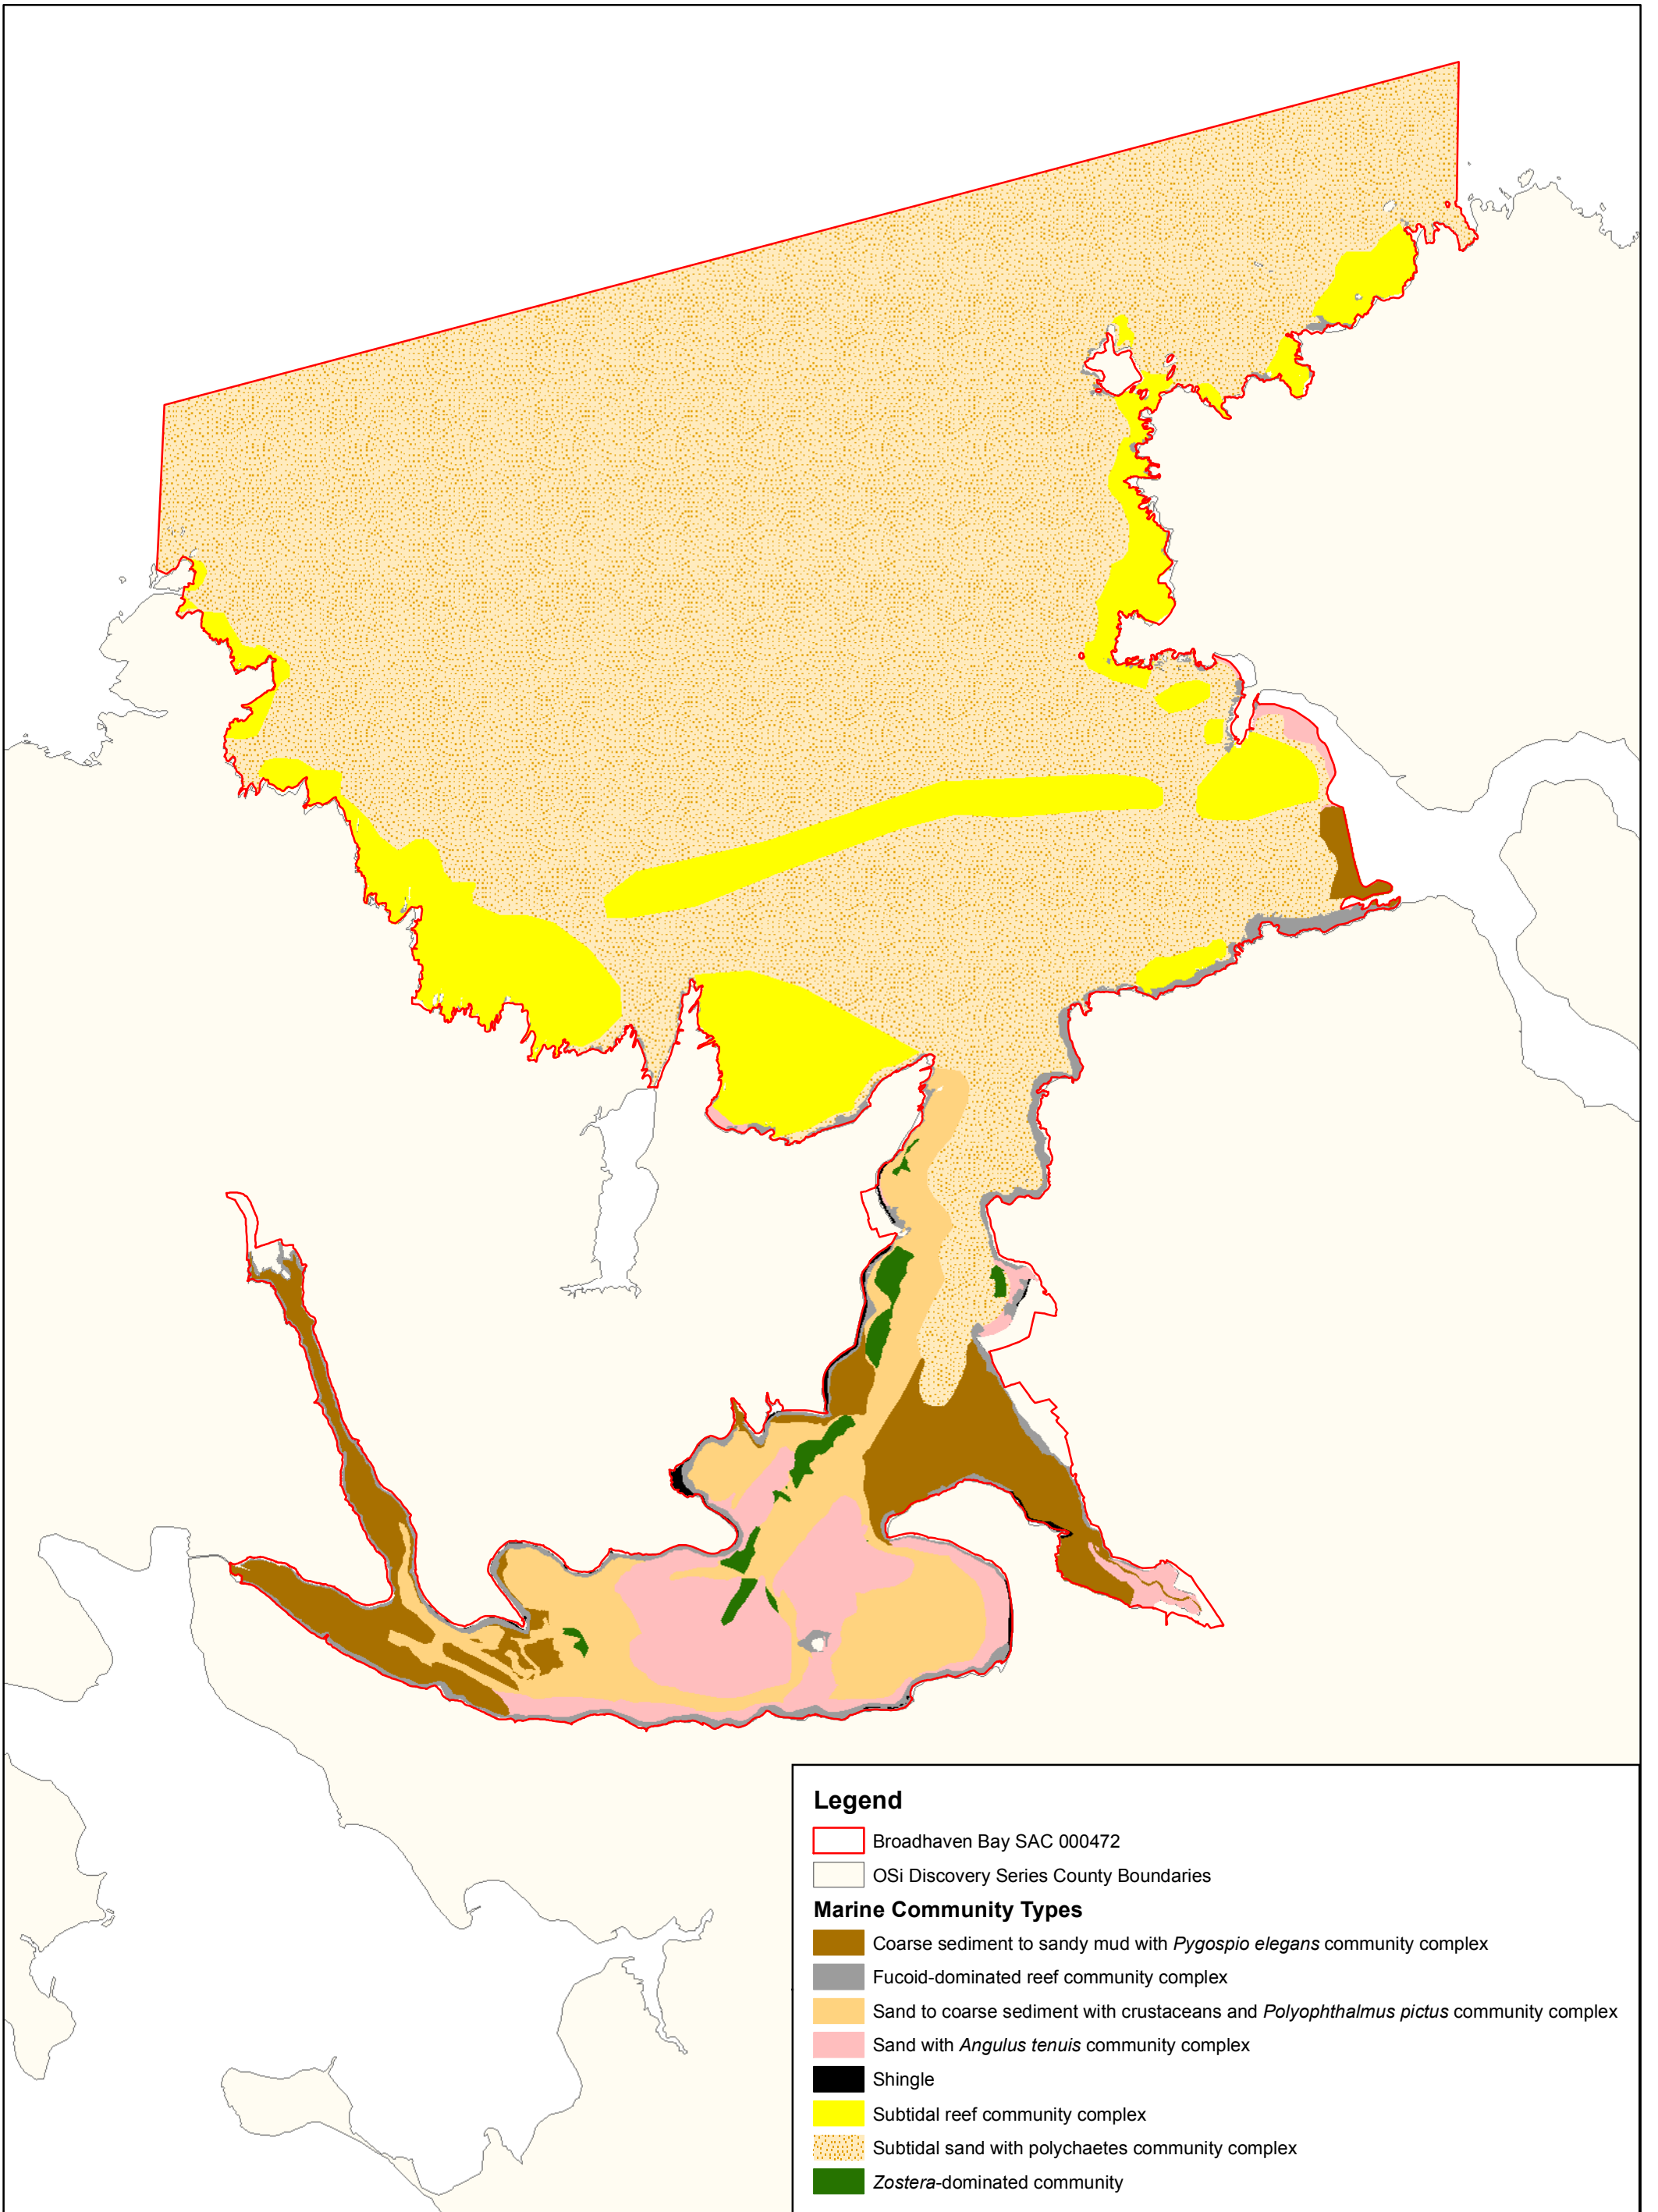 Legend
Broadhaven Bay SAC 000472
OSi Discovery Series County Boundaries
Marine Community Types
Coarse sediment to sandy mud with Pygospio elegans community complex
Fucoid-dominated reef community complex
Sand to coarse sediment with crustaceans and Polyophthalmus pictus community complex
Sand with Angulus tenuis community complex
Shingle
Subtidal reef community complex
Subtidal sand with polychaetes community complex
Zostera-dominated community